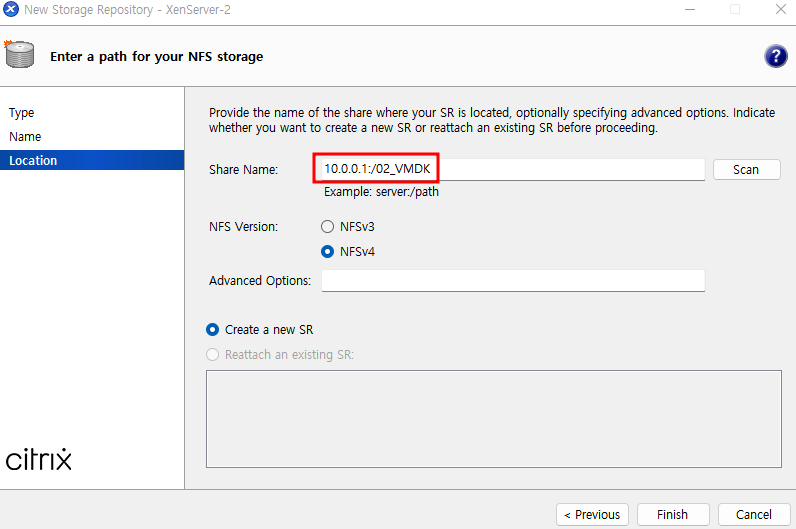 New Storage Repository - XenServer-2
Enter a path for your NFS storage
?
Type
Name
Location
Provide the name of the share where your SR is located, optionally specifying advanced options. Indicate
whether you want to create a new SR or reattach an existing SR before proceeding.
Share Name: 10.0.0.1:/02_VMDK Scan
Example: server:/path
NFS Version: NFSv3
NFSv4
Advanced Options:
Create a new SR
Reattach an existing SR:
citrix
< Previous Finish Cancel